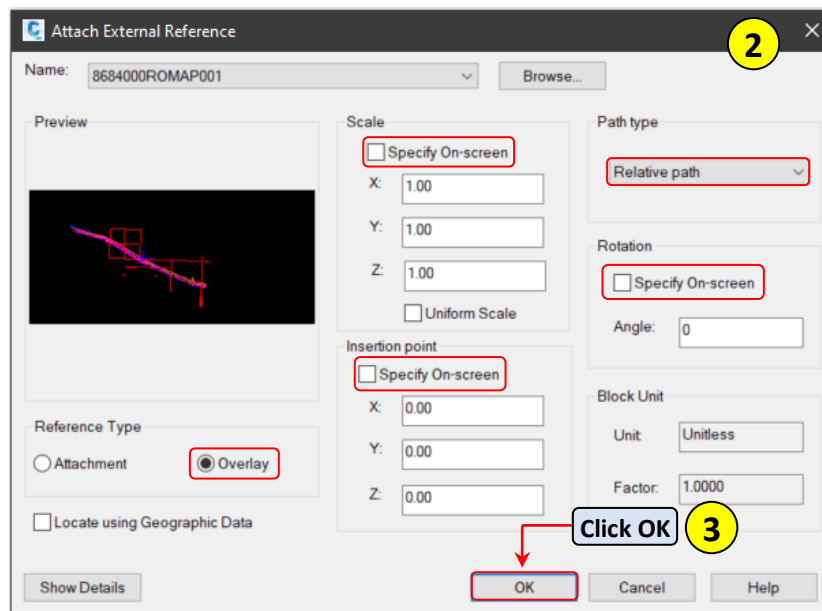 Attach External Reference
2
Name:
8684000ROMAP001
Browse...
Preview
Scale
Specify On-screen
X:
1.00
Y:
1.00
Z:
1.00
Uniform Scale
Path type
Relative path
Rotation
Specify On-screen
Angle:
0
Insertion point
Specify On-screen
X:
0.00
Y:
0.00
Z:
0.00
Block Unit
Unit:
Unitless
Factor:
1.0000
Reference Type
Attachment
Overlay
Locate using Geographic Data
Click OK
3
Show Details
OK
Cancel
Help